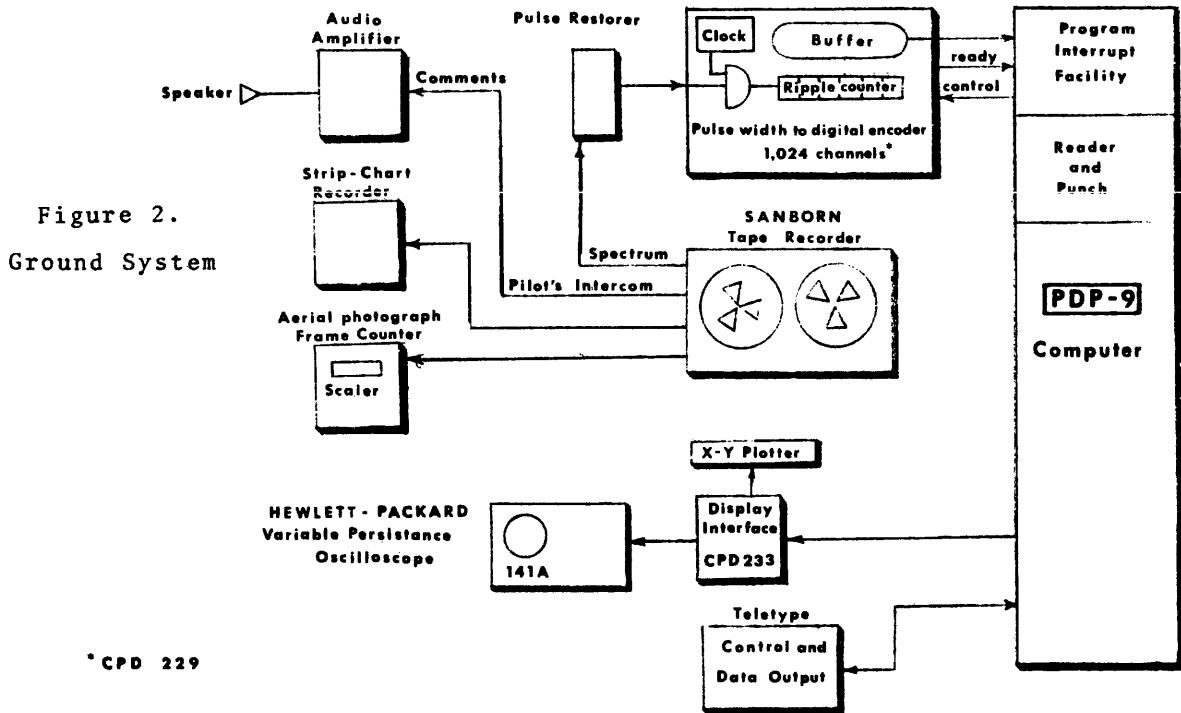 Audio
Amplifier
Speaker
Comments
Pulse Restorer
Clock
Buffer
Ripple counter
Pulse width to digital encoder
1,024 channels*
ready
control
Program
Interrupt
Facility
Reader
and
Punch
PDP-9
Computer
Strip-Chart
Recorder
Figure 2.
Ground System
SANBORN
Tape Recorder
Spectrum
Pilot's Intercom
Aerial photograph
Frame Counter
Scaler
X-Y Plotter
Display
Interface
CPD 233
HEWLETT - PACKARD
Variable Persistance
Oscilloscope
141A
Teletype
Control and
Data Output
*CPD 229